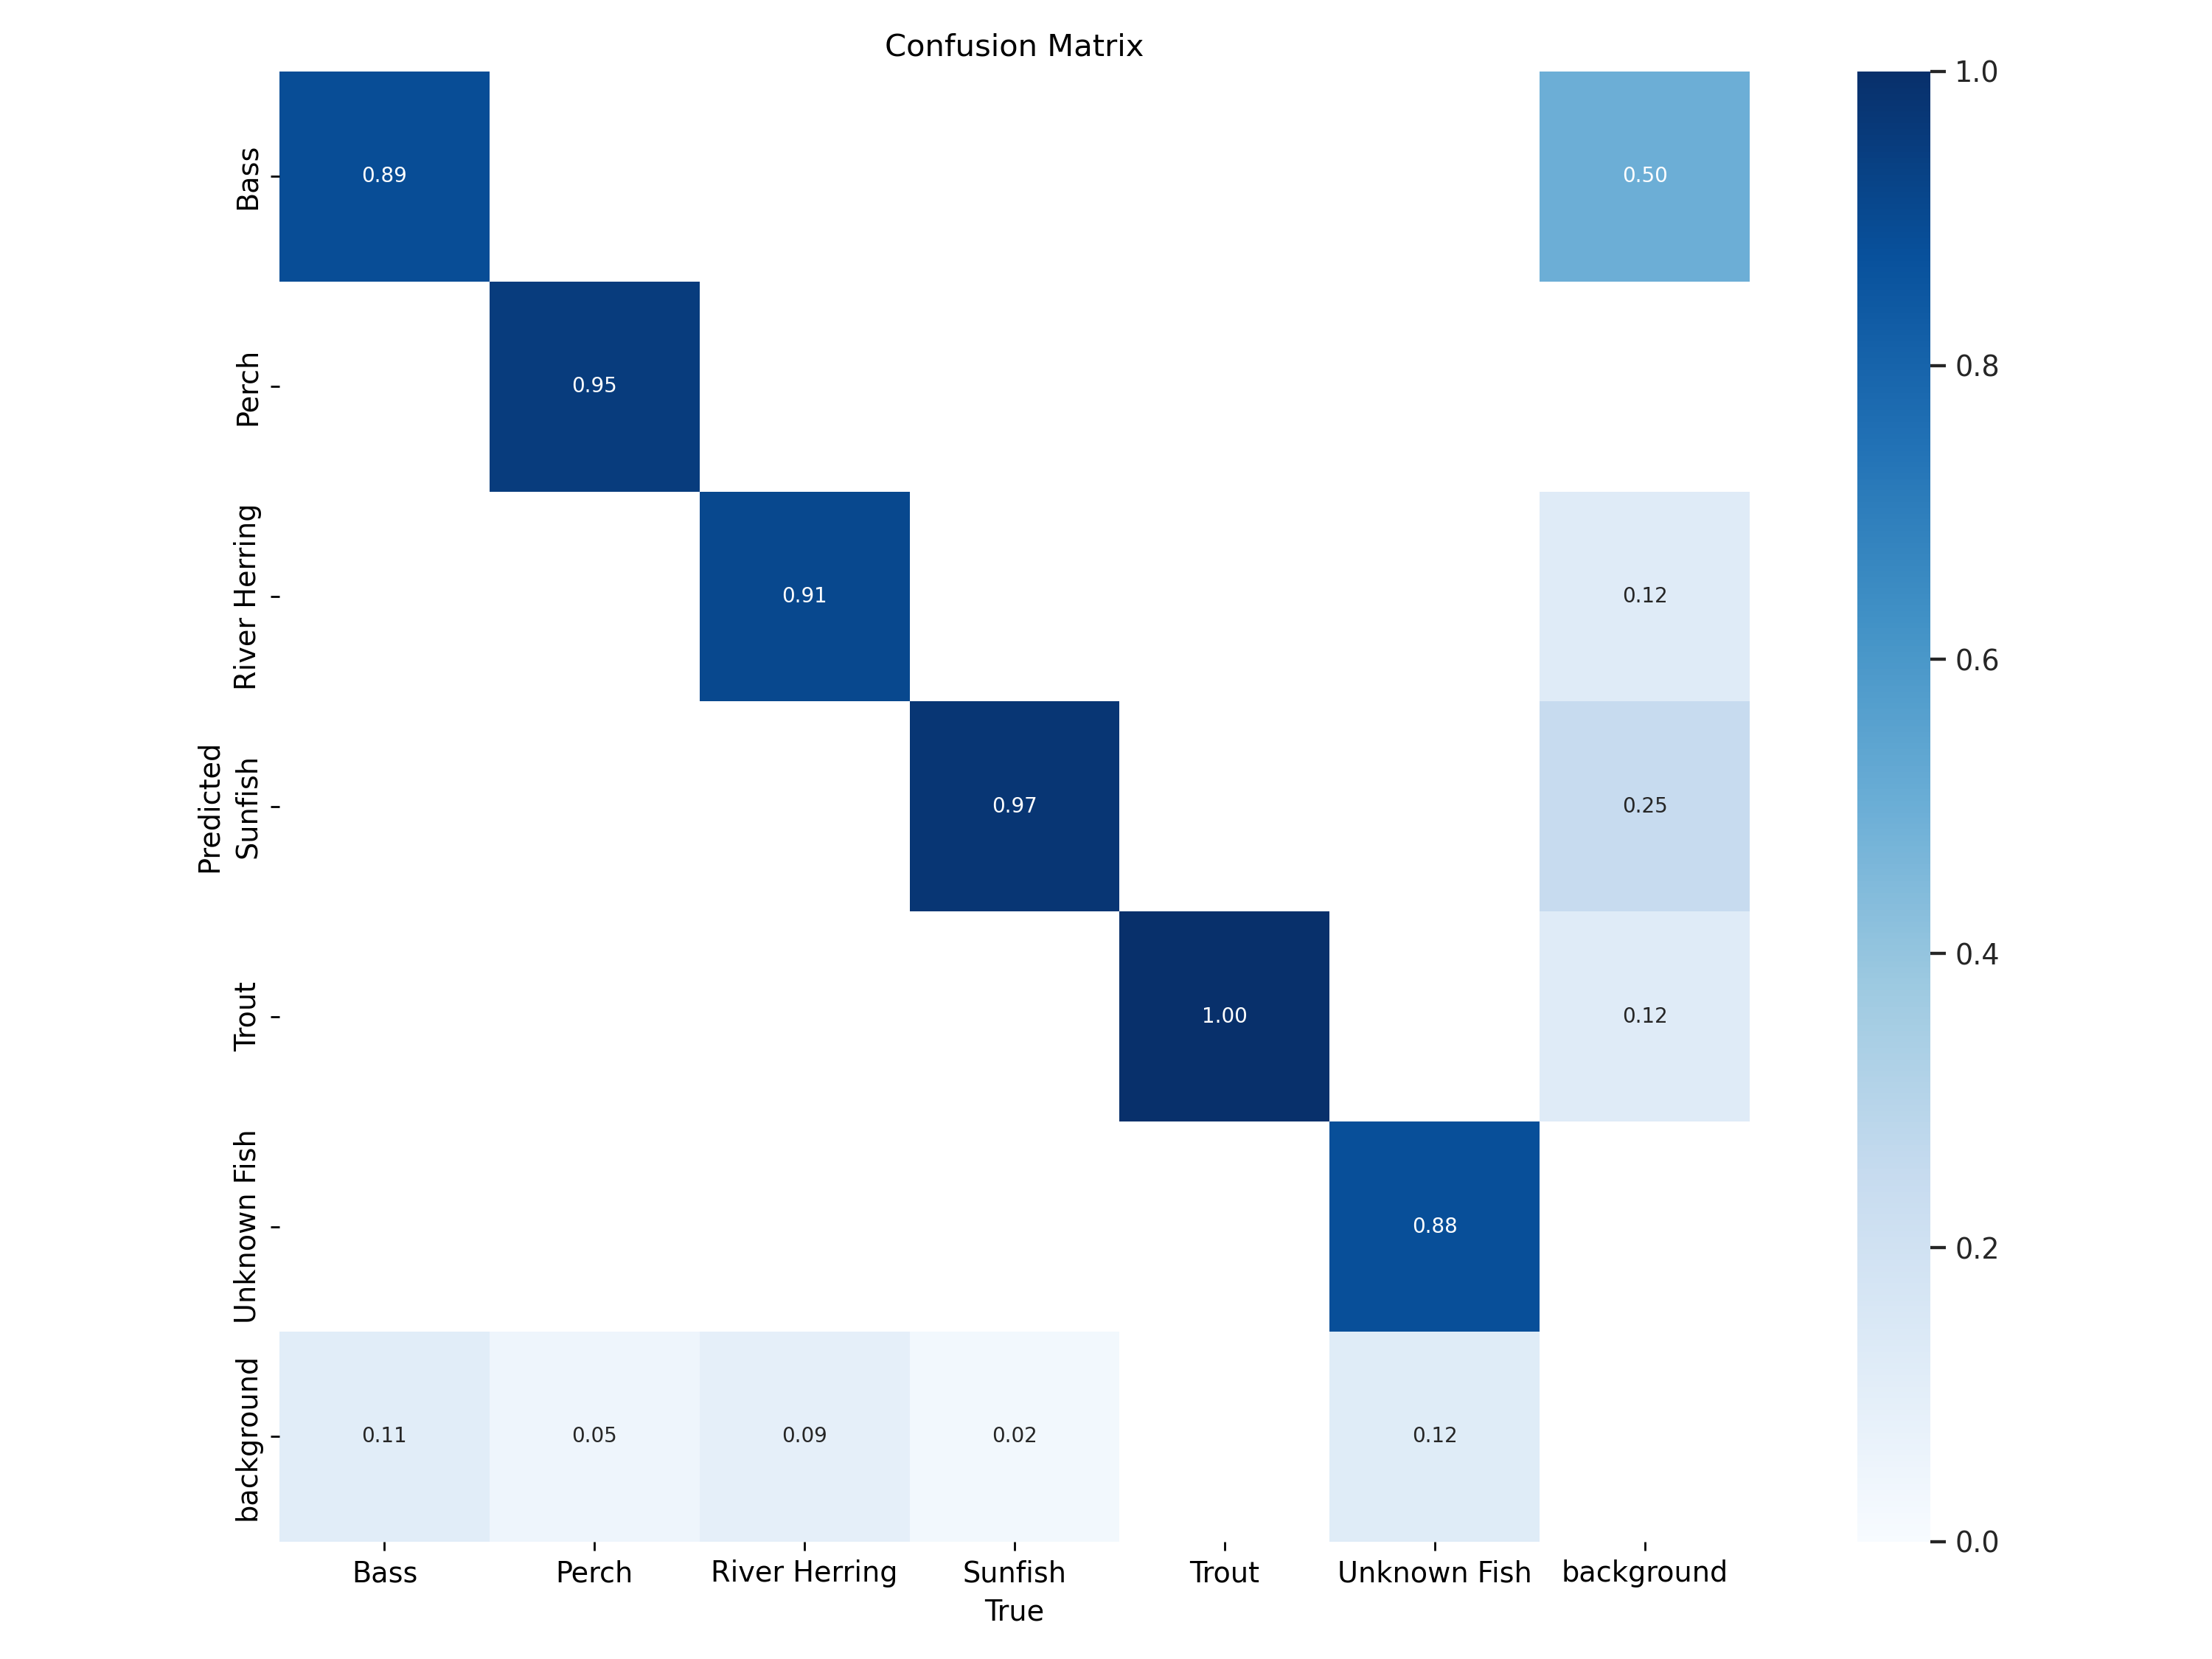 Confusion Matrix
Bass
0.89
0.50
1.0
Perch
0.95
0.8
River Herring
0.91
0.12
0.6
Predicted
Sunfish
0.97
0.25
Trout
1.00
0.12
0.4
Unknown Fish
0.88
0.2
background
0.11
0.05
0.09
0.02
0.12
0.0
Bass
Perch
River Herring
Sunfish
Trout
Unknown Fish
background
True